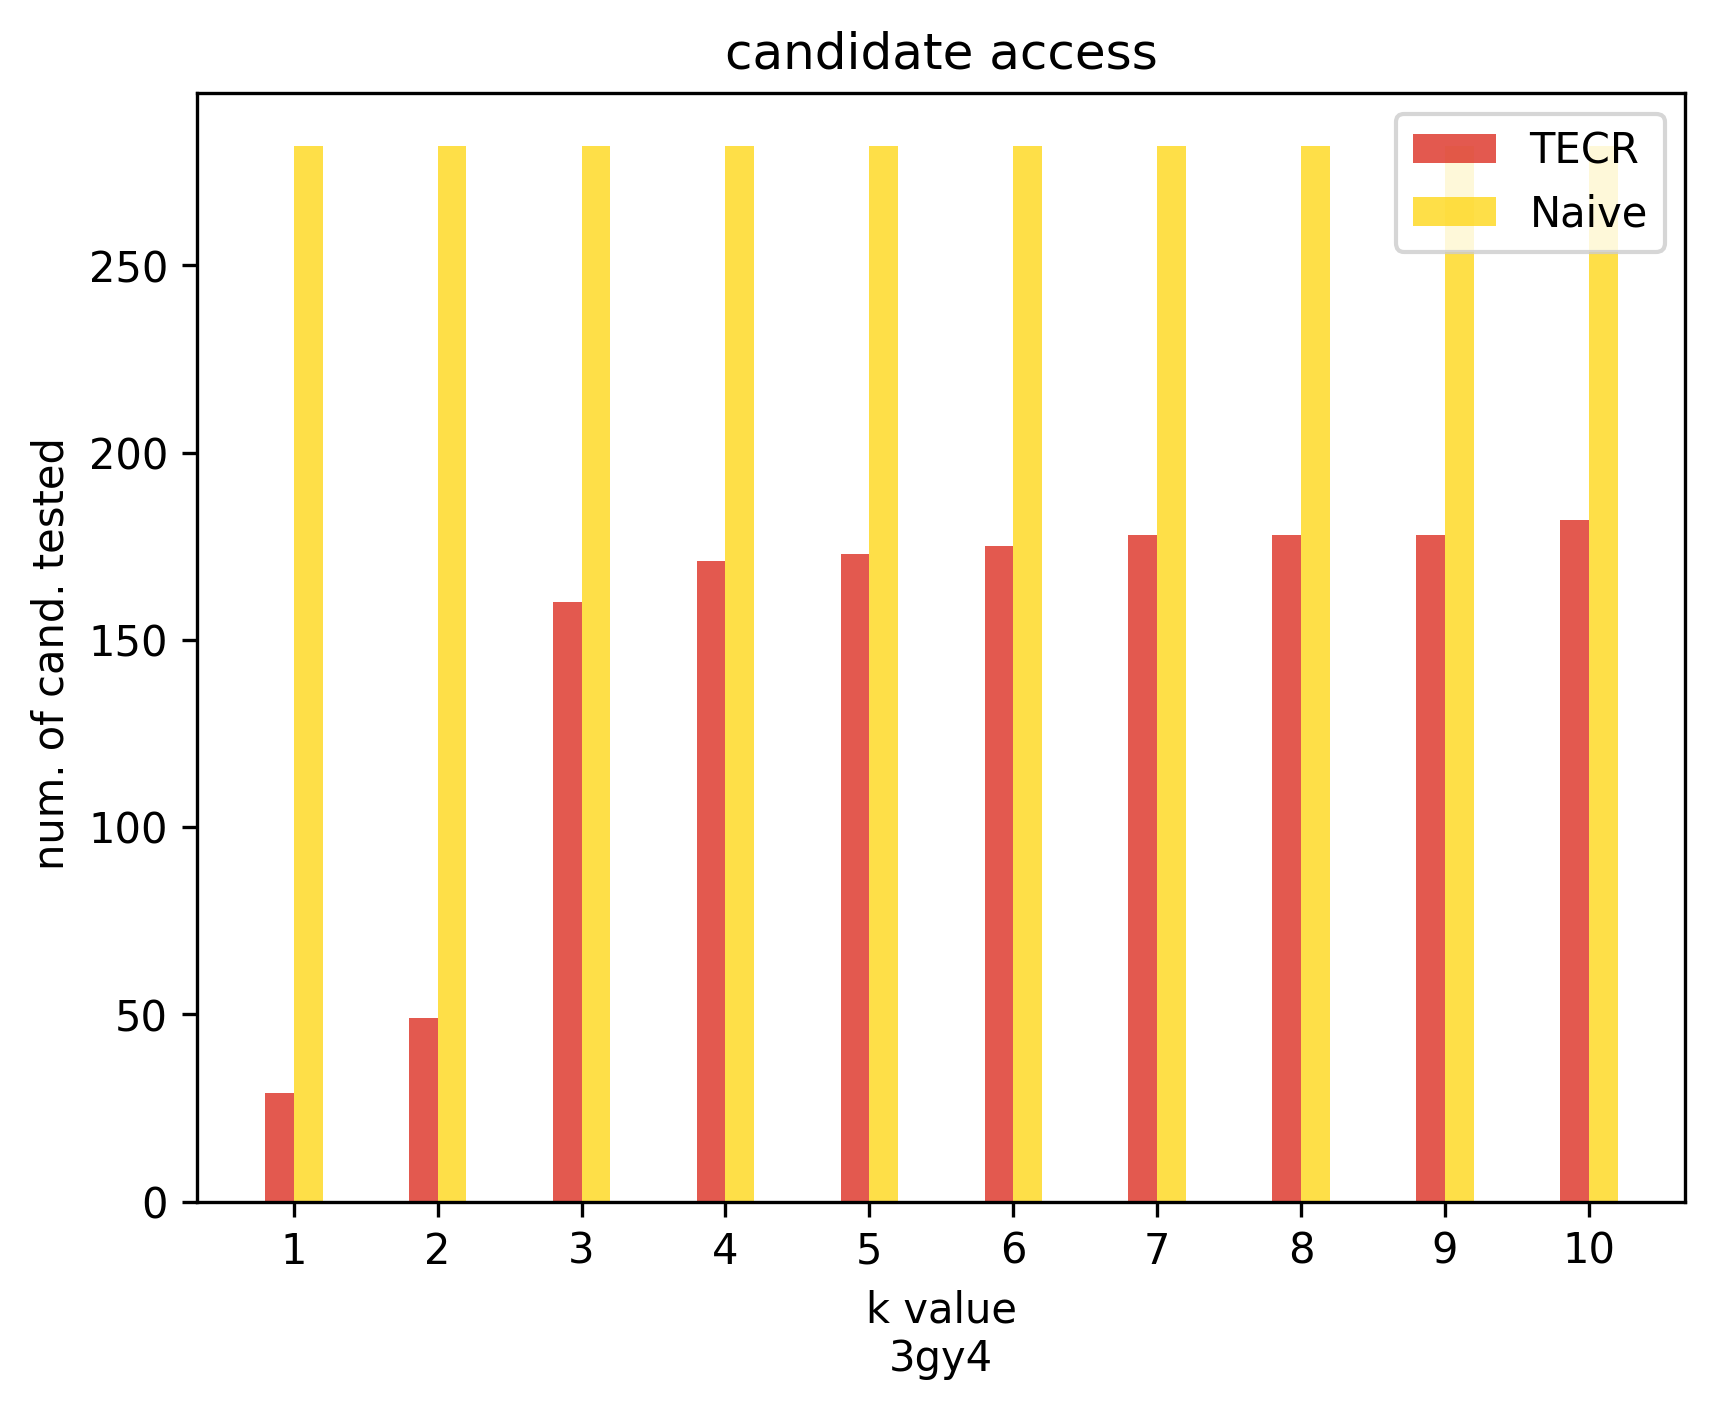 candidate access
TECR
Naive
num. of cand. tested
250
200
150
100
50
0
1 2 3 4 5 6 7 8 9 10
k value
3gy4